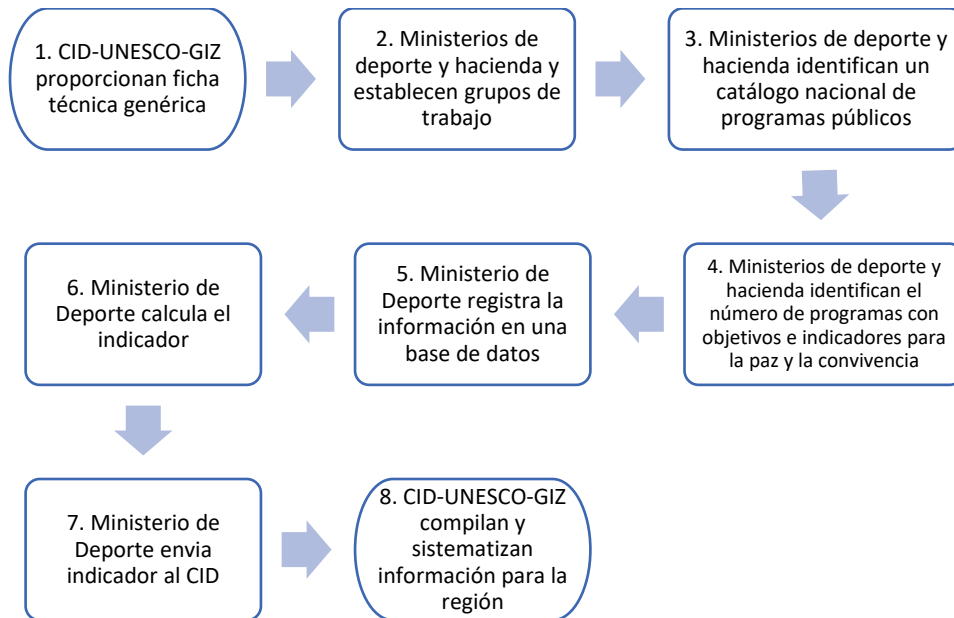 1. CID-UNESCO-GIZ
proporcionan ficha
técnica genérica
2. Ministerios de
deporte y hacienda y
establecen grupos de
trabajo
3. Ministerios de deporte y
hacienda identifican un
catálogo nacional de
programas públicos
4. Ministerios de deporte y
hacienda identifican el
número de programas con
objetivos e indicadores para
la paz y la convivencia
5. Ministerio de
Deporte registra la
información en una
base de datos
6. Ministerio de
Deporte calcula el
indicador
7. Ministerio de
Deporte envia
indicador al CID
8. CID-UNESCO-GIZ
compilan y
sistematizan
información para la
región